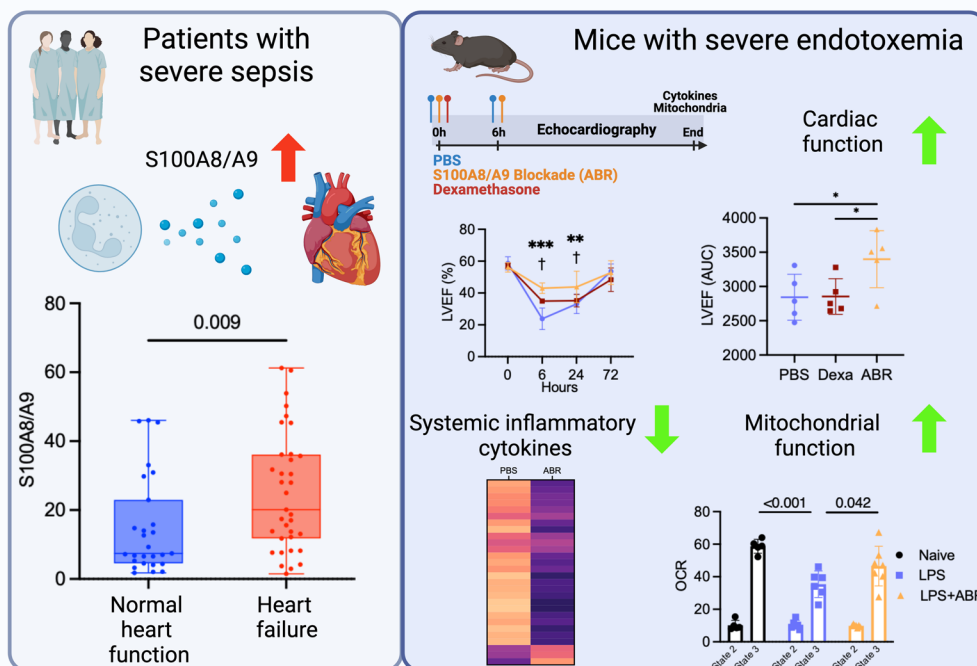 Patients with
severe sepsis
S100A8/A9
80
60
40
20
0
S100A8/A9
0.009
Normal
heart
function
Heart
failure
Mice with severe endotoxemia
Cytokines
Mitochondria
0h
6h
Echocardiography
End
PBS
S100A8/A9 Blockade (ABR)
Dexamethasone
LVEF (%)
80
60
40
20
0
***
†
**
†
0
6
24
72
Hours
Cardiac
function
LVEF (AUC)
4000
3500
3000
2500
2000
*
*
PBS
Dexa
ABR
Systemic inflammatory
cytokines
PBS
ABR
Mitochondrial
function
OCR
80
60
40
20
0
<0.001
0.042
State 2
State 3
State 2
State 3
State 2
State 3
Naive
LPS
LPS+ABR